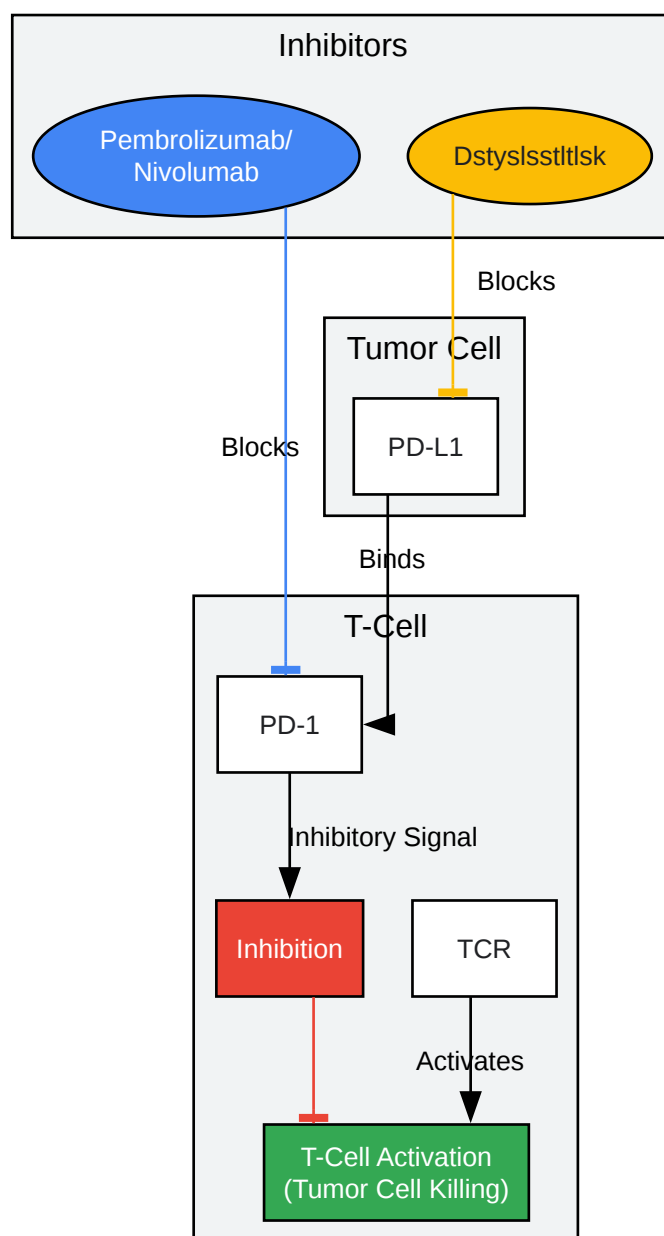 Inhibitors
Pembrolizumab/
Nivolumab
Dstyslsstltlsk
Blocks
Tumor Cell
PD-L1
Blocks
Binds
T-Cell
PD-1
Inhibitory Signal
Inhibition
TCR
Activates
T-Cell Activation
(Tumor Cell Killing)